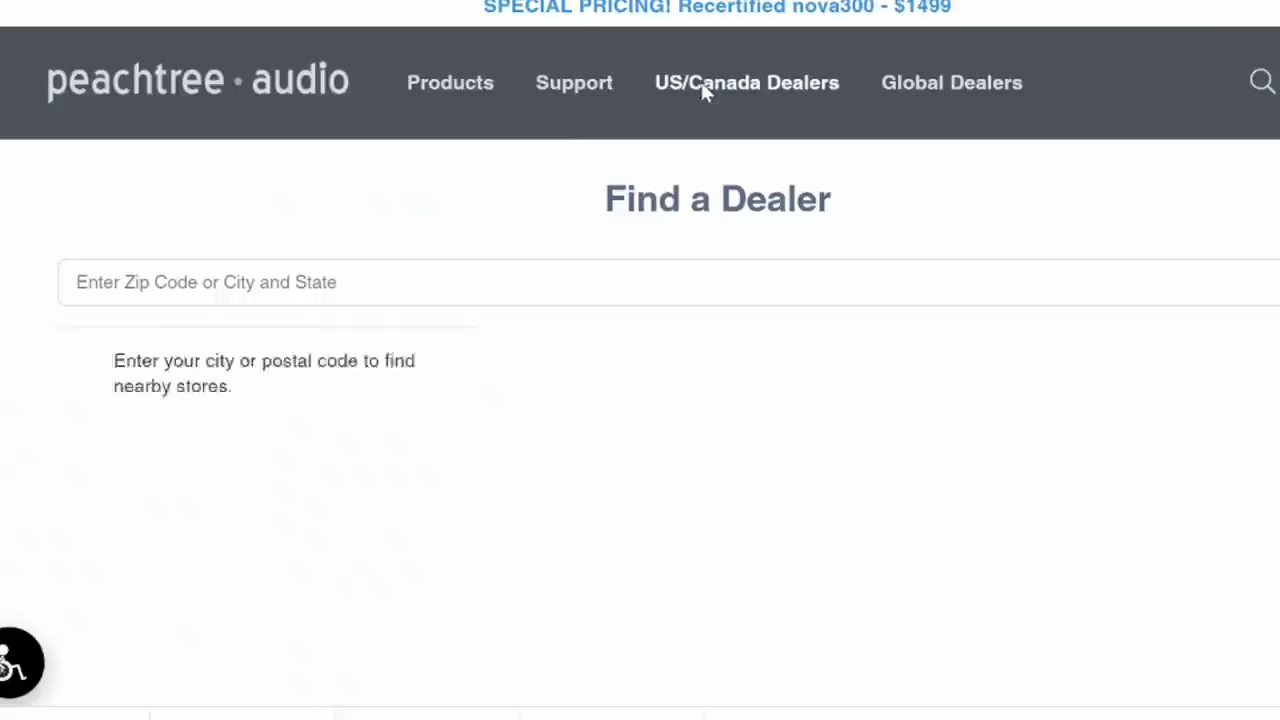 SPECIAL PRICING! Recertified nova300 - $1499
peachtree • audio
Products
Support
US/Canada Dealers
Global Dealers
Find a Dealer
Enter Zip Code or City and State
Enter your city or postal code to find
nearby stores.